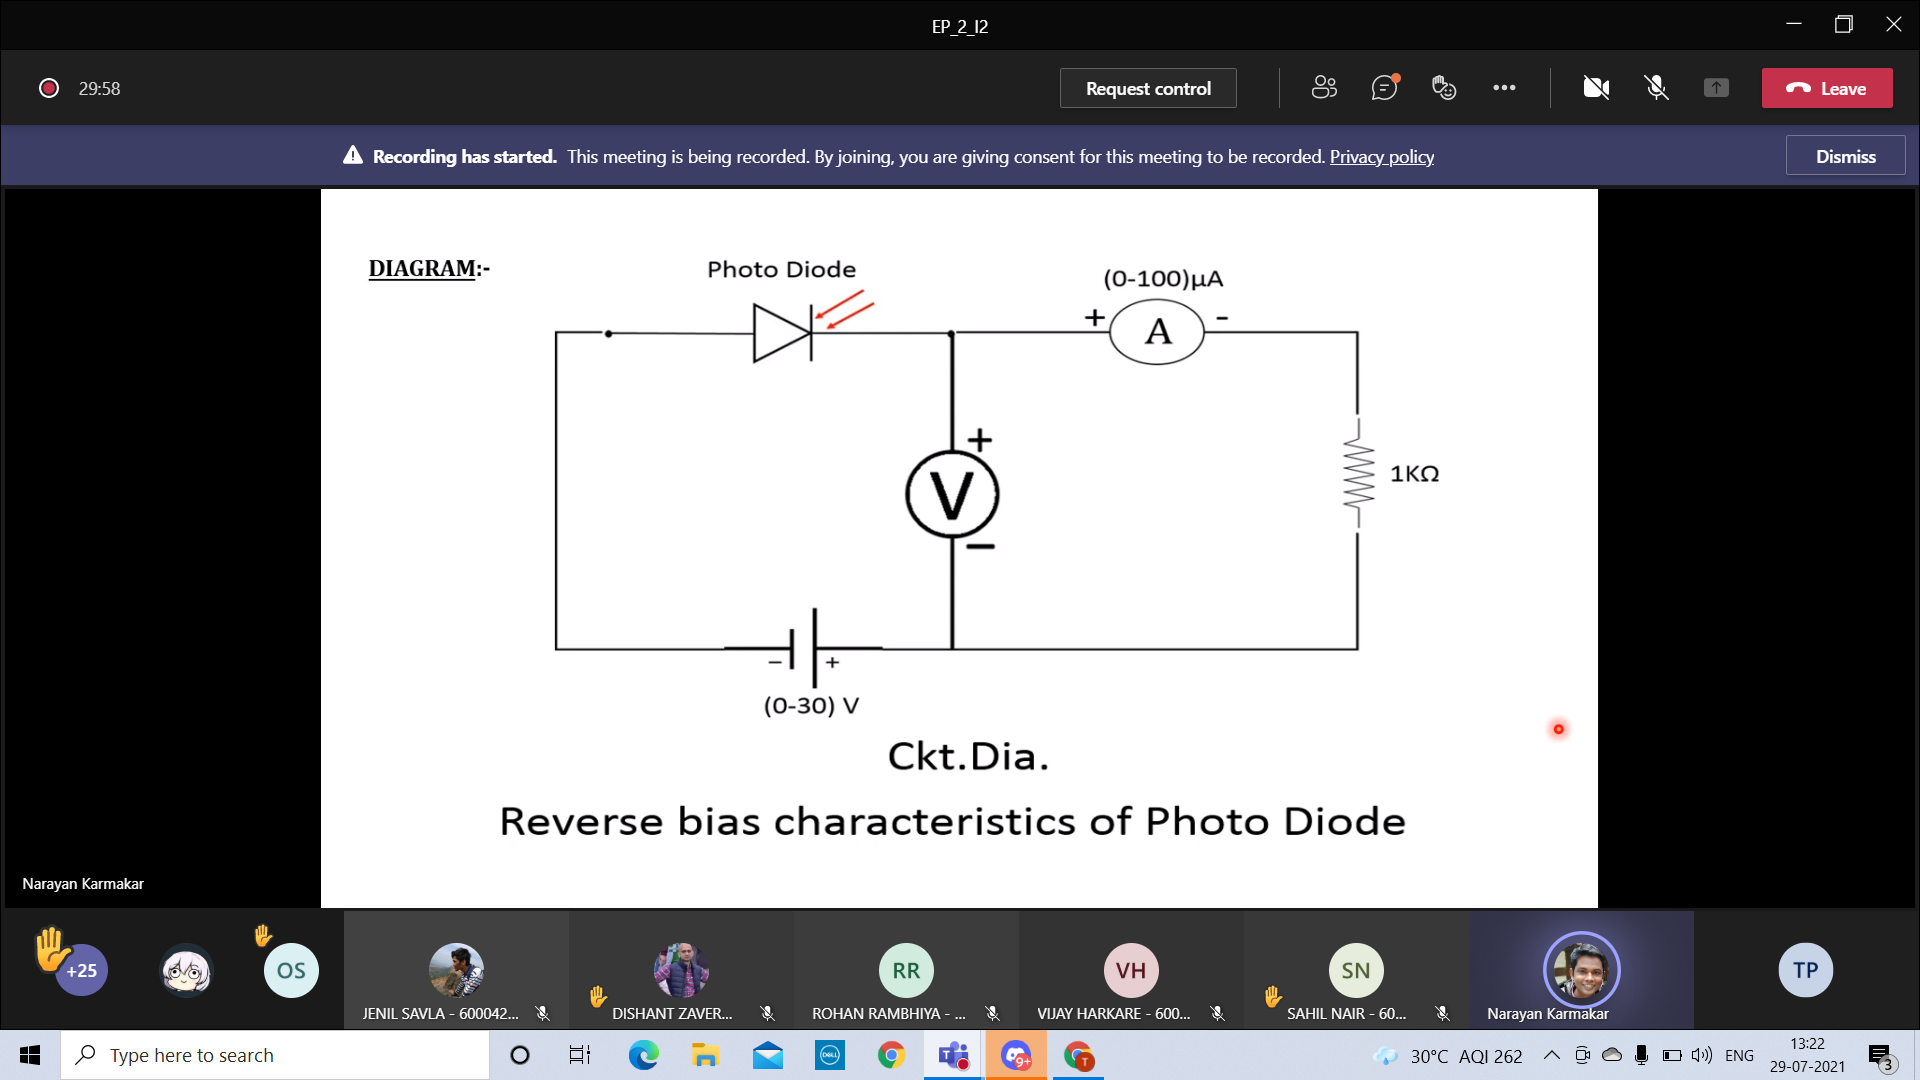 EP_2_I2
29:58
Request control
Leave
Recording has started. This meeting is being recorded. By joining, you are giving consent for this meeting to be recorded. Privacy policy
Dismiss
DIAGRAM:-
Photo Diode
(0-100)µA
+ A -
+
V
−
1KΩ
− +
(0-30) V
Ckt.Dia.
Reverse bias characteristics of Photo Diode
Narayan Karmakar
+25
OS
RR
VH
SN
TP
JENIL SAVLA - 600042...
DISHANT ZAVER...
ROHAN RAMBHIYA - ...
VIJAY HARKARE - 600...
SAHIL NAIR - 60...
Narayan Karmakar
Type here to search
DELL
T
9+
T
30°C AQI 262
ENG
13:22
29-07-2021
3